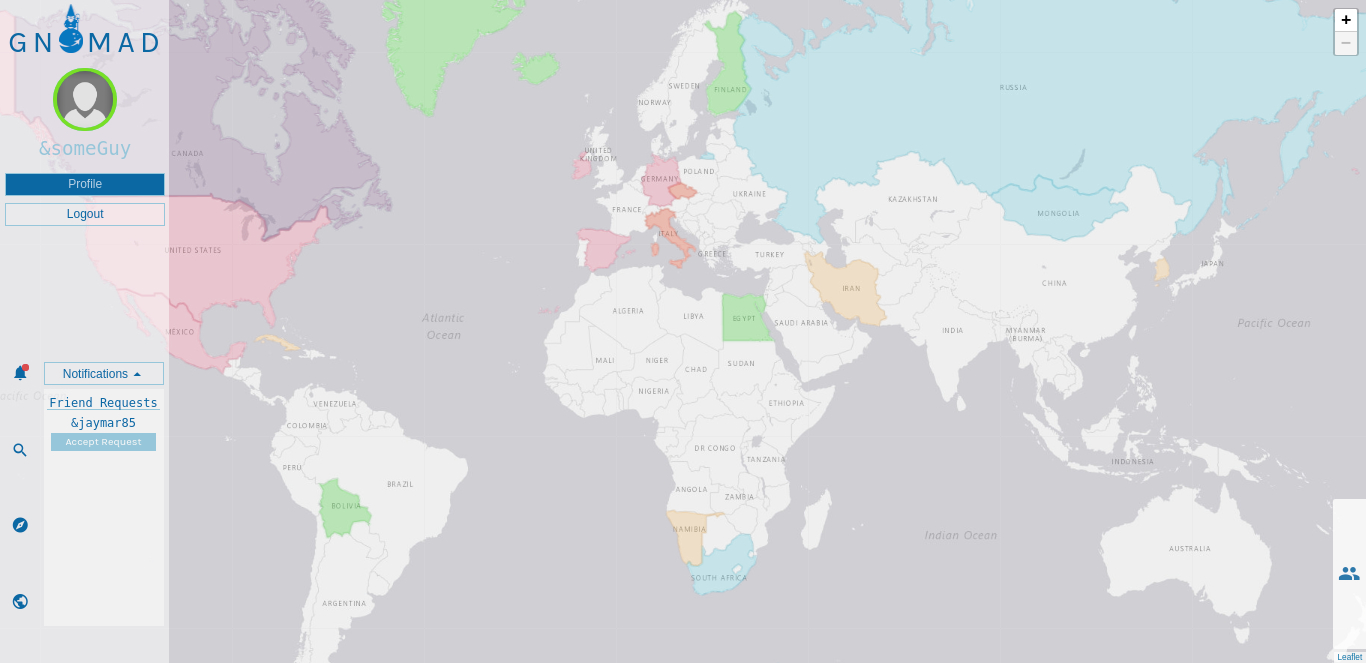 GNOMAD
&someGuy
Profile
Logout
Notifications
Friend Requests
&jaymar85
Accept Request
+
−
RUSSIA
SWEDEN
FINLAND
NORWAY
CANADA
UNITED
KINGDOM
GERMANY
POLAND
UKRAINE
KAZAKHSTAN
MONGOLIA
FRANCE
ITALY
UNITED STATES
GREECE
TURKEY
JAPAN
CHINA
IRAN
ALGERIA
LIBYA
EGYPT
SAUDI ARABIA
Atlantic
Ocean
Pacific Ocean
INDIA
MYANMAR
(BURMA)
MÉXICO
MALI
NIGER
CHAD
SUDAN
NIGERIA
ETHIOPIA
VENEZUELA
COLOMBIA
DR CONGO
TANZANIA
INDONESIA
PERU
BRAZIL
ANGOLA
ZAMBIA
BOLIVIA
NAMIBIA
Indian Ocean
AUSTRALIA
SOUTH AFRICA
ARGENTINA
Leaflet